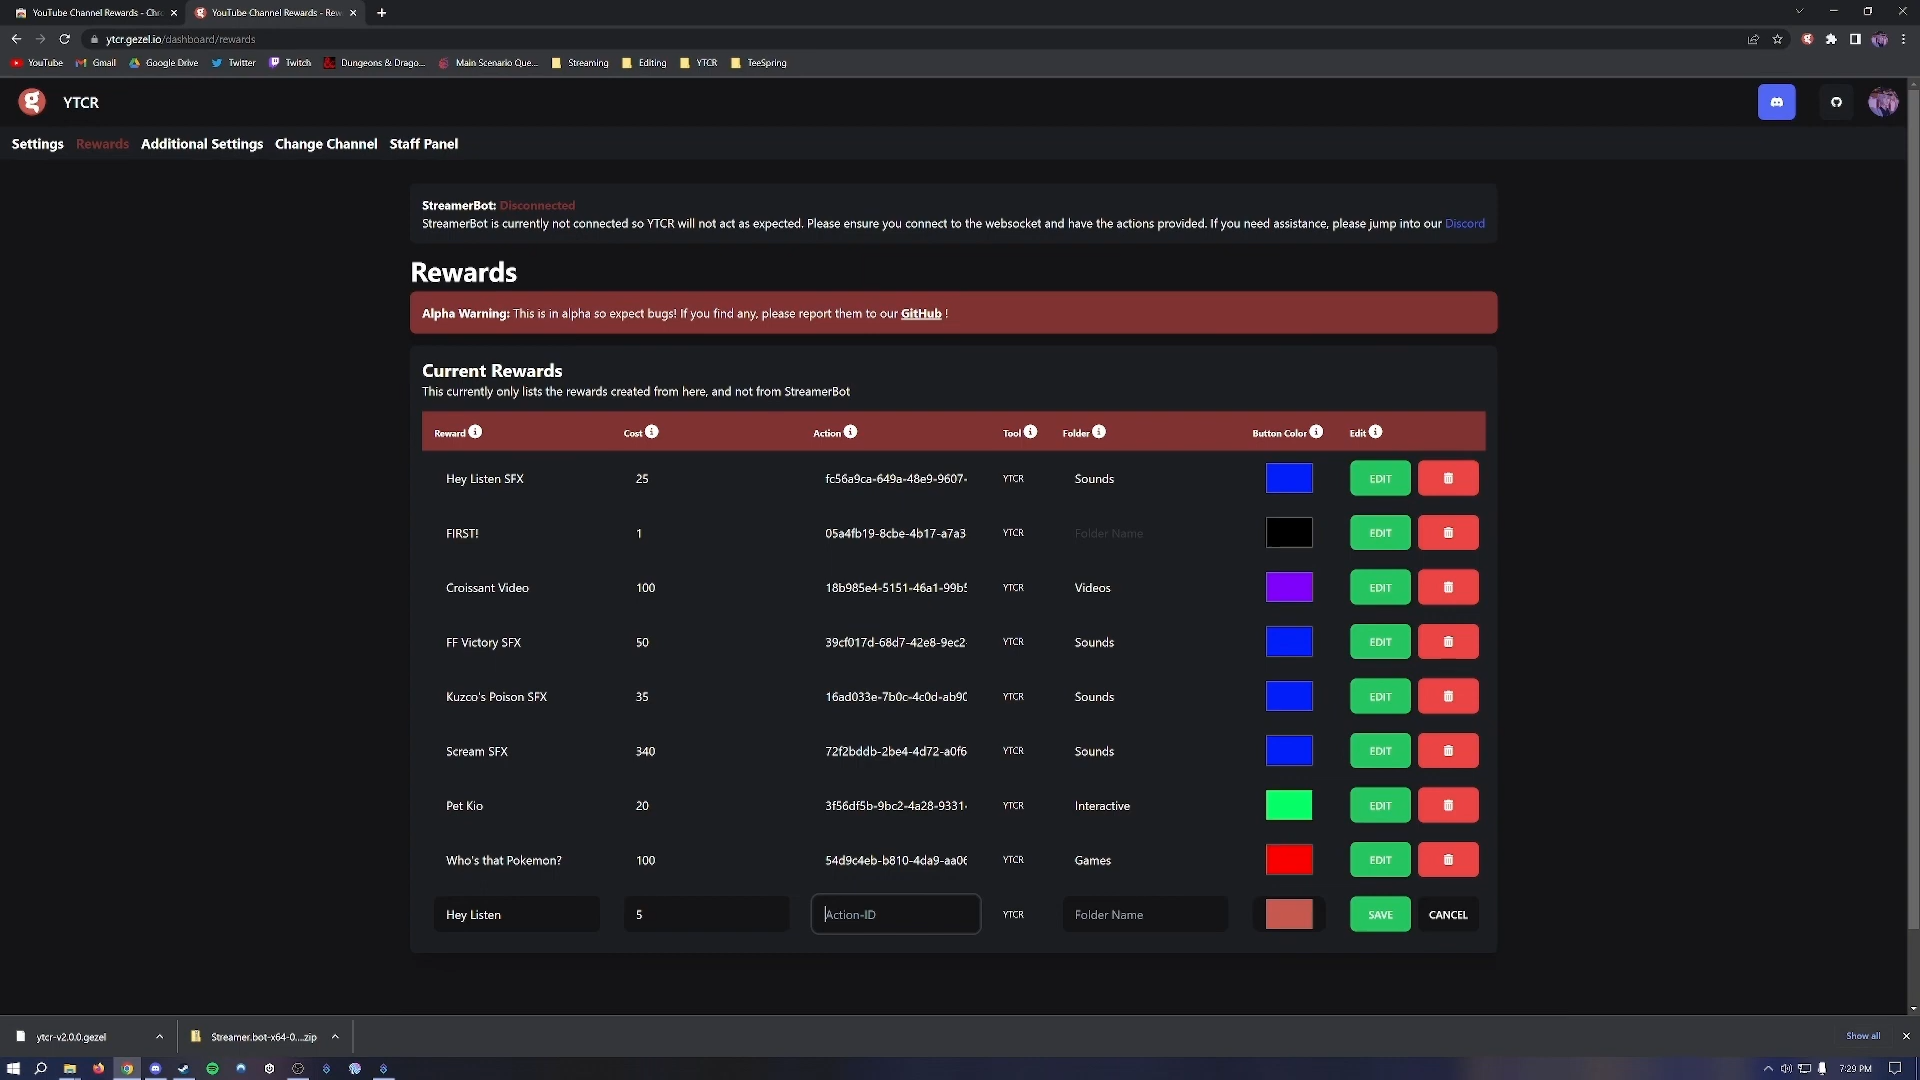 YouTube Channel Rewards - Chro
YouTube Channel Rewards - Rew
ytcr.gezel.io/dashboard/rewards
YouTube
Gmail
Google Drive
Twitter
Twitch
Dungeons & Drago...
Main Scenario Que...
Streaming
Editing
YTCR
TeeSpring
YTCR
Settings
Rewards
Additional Settings
Change Channel
Staff Panel
StreamerBot: Disconnected
StreamerBot is currently not connected so YTCR will not act as expected. Please ensure you connect to the websocket and have the actions provided. If you need assistance, please jump into our Discord
Rewards
Alpha Warning: This is in alpha so expect bugs! If you find any, please report them to our GitHub !
Current Rewards
This currently only lists the rewards created from here, and not from StreamerBot
Reward Cost Action Tool Folder Button Color Edit
Hey Listen SFX 25 fc56a9ca-649a-48e9-9607- YTCR Sounds EDIT
FIRST! 1 05a4fb19-8cbe-4b17-a7a3 YTCR Folder Name EDIT
Croissant Video 100 18b985e4-5151-46a1-99b5 YTCR Videos EDIT
FF Victory SFX 50 39cf017d-68d7-42e8-9ec2- YTCR Sounds EDIT
Kuzco's Poison SFX 35 16ad033e-7b0c-4c0d-ab90 YTCR Sounds EDIT
Scream SFX 340 72f2bddb-2be4-4d72-a0f6 YTCR Sounds EDIT
Pet Kio 20 3f56df5b-9bc2-4a28-9331- YTCR Interactive EDIT
Who's that Pokemon? 100 54d9c4eb-b810-4da9-aa06 YTCR Games EDIT
Hey Listen 5 Action-ID YTCR Folder Name SAVE CANCEL
ytcr-v2.0.0.gezel
Streamer.bot-x64-0....zip
Show all
7:29 PM